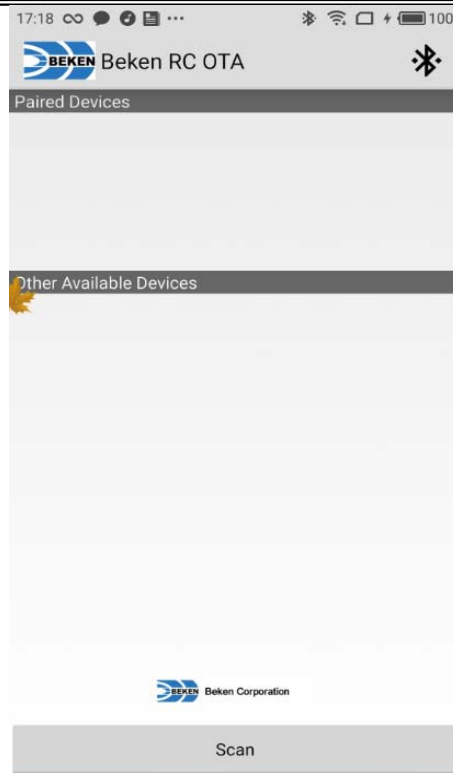 17:18 100
BEKEN Beken RC OTA
Paired Devices
Other Available Devices
BEKEN Beken Corporation
Scan